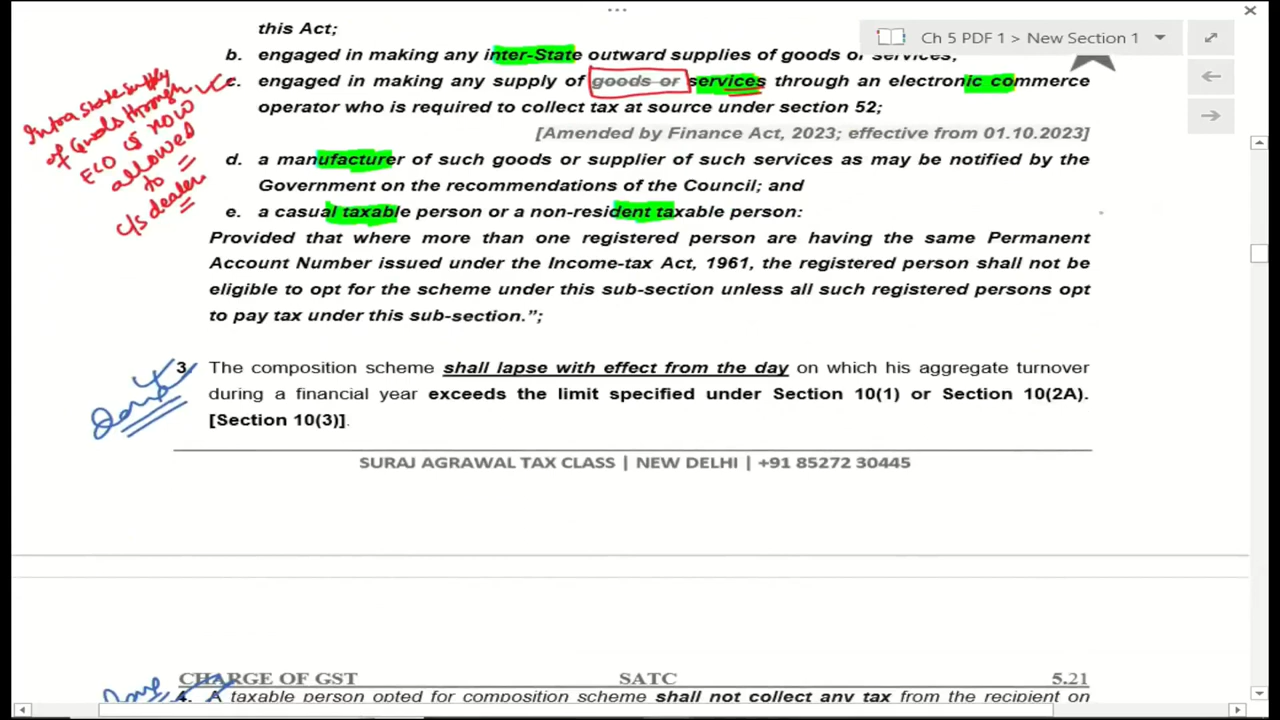 this Act;
Ch 5 PDF 1 > New Section 1
b. engaged in making any inter-State outward supplies of goods or services;
c. engaged in making any supply of goods or services through an electronic commerce
operator who is required to collect tax at source under section 52;
[Amended by Finance Act, 2023; effective from 01.10.2023]
Intra state supply
of Goods through
ECO is now
allowed
to
c/s dealer
d. a manufacturer of such goods or supplier of such services as may be notified by the
Government on the recommendations of the Council; and
e. a casual taxable person or a non-resident taxable person:
Provided that where more than one registered person are having the same Permanent
Account Number issued under the Income-tax Act, 1961, the registered person shall not be
eligible to opt for the scheme under this sub-section unless all such registered persons opt
to pay tax under this sub-section.”;
3. The composition scheme shall lapse with effect from the day on which his aggregate turnover
during a financial year exceeds the limit specified under Section 10(1) or Section 10(2A).
[Section 10(3)].
SURAJ AGRAWAL TAX CLASS | NEW DELHI | +91 85272 30445
CHARGE OF GST SATC 5.21
4. A taxable person opted for composition scheme shall not collect any tax from the recipient on